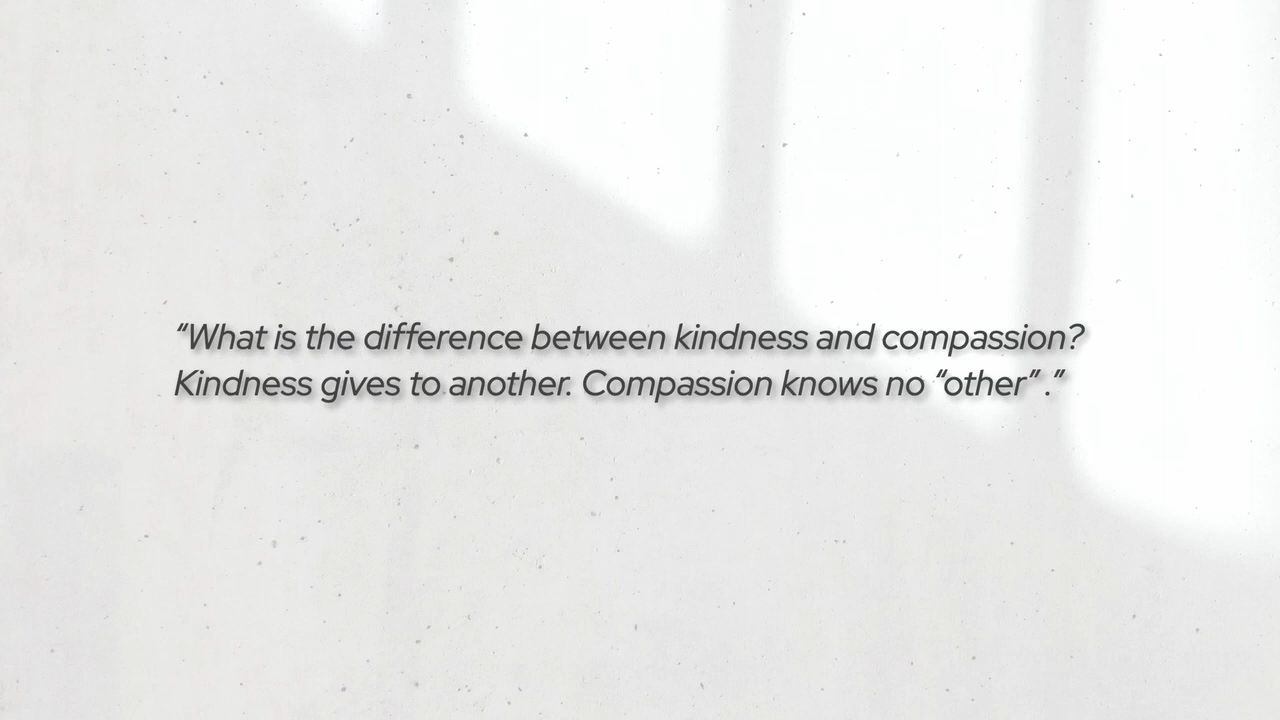 “What is the difference between kindness and compassion?
Kindness gives to another. Compassion knows no “other” .”